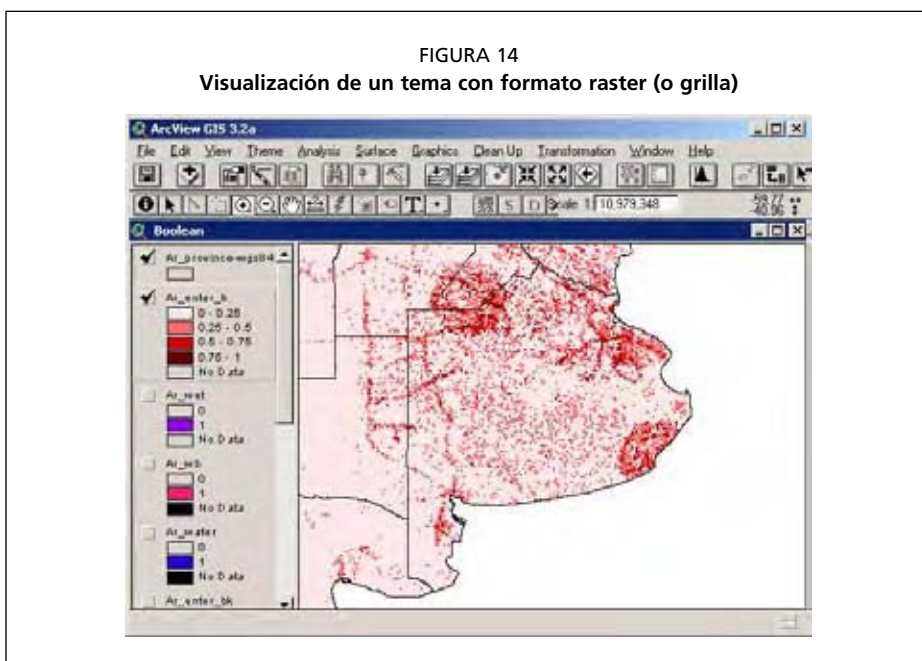 FIGURA 14
Visualización de un tema con formato raster (o grilla)
ArcView GIS 3.2a
File Edit View Theme Analysis Surface Graphics Clean Up Transformation Window Help
Scale 1: 10,979,348
Boolean
Ar_province-wgs84
Ar_enter_b
0 - 0.25
0.25 - 0.5
0.5 - 0.75
0.75 - 1
No Data
0
1
No Data
Ar_wb
0
1
No Data
Ar_water
0
1
No Data
Ar_enter_bk